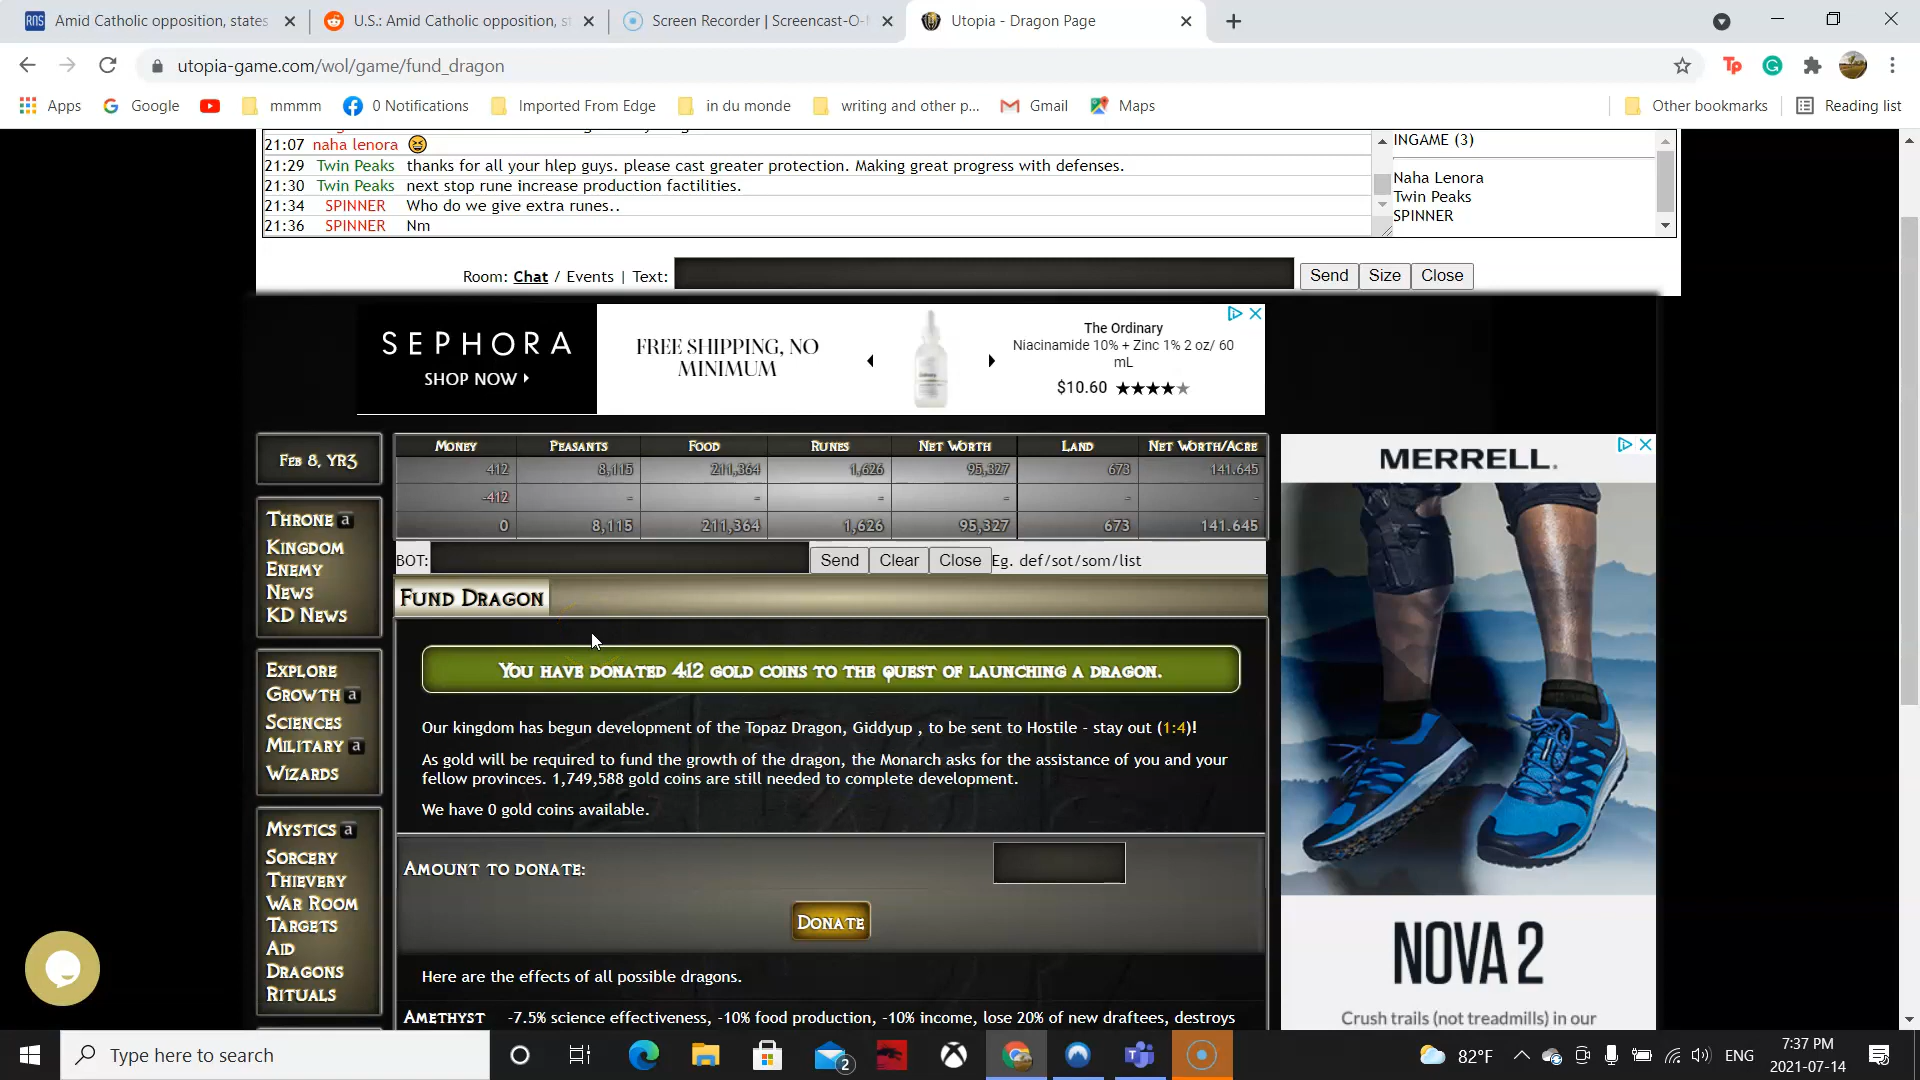 Amid Catholic opposition, states
U.S.: Amid Catholic opposition, s
Screen Recorder | Screencast-O-
Utopia - Dragon Page
utopia-game.com/wol/game/fund_dragon
Apps Google mmmm 0 Notifications Imported From Edge in du monde writing and other p... Gmail Maps Other bookmarks Reading list
21:07 naha lenora
21:29 Twin Peaks thanks for all your hlep guys. please cast greater protection. Making great progress with defenses.
21:30 Twin Peaks next stop rune increase production factilities.
21:34 SPINNER Who do we give extra runes..
21:36 SPINNER Nm
INGAME (3)
Naha Lenora
Twin Peaks
SPINNER
Room: Chat / Events | Text: Send Size Close
SEPHORA
SHOP NOW
FREE SHIPPING, NO
MINIMUM
The Ordinary
Niacinamide 10% + Zinc 1% 2 oz/ 60
mL
$10.60
Feb 8, YR3
Money Peasants Food Runes Net Worth Land Net Worth/Acre
412 8,115 211,364 1,626 95,327 673 141.645
-412 - - - - - -
0 8,115 211,364 1,626 95,327 673 141.645
BOT: Send Clear Close Eg. def/sot/som/list
Throne a
Kingdom
Enemy
News
KD News
Explore
Growth a
Sciences
Military a
Wizards
Mystics a
Sorcery
Thievery
War Room
Targets
Aid
Dragons
Rituals
Fund Dragon
You have donated 412 gold coins to the quest of launching a dragon.
Our kingdom has begun development of the Topaz Dragon, Giddyup , to be sent to Hostile - stay out (1:4)!
As gold will be required to fund the growth of the dragon, the Monarch asks for the assistance of you and your
fellow provinces. 1,749,588 gold coins are still needed to complete development.
We have 0 gold coins available.
Amount to donate:
Donate
Here are the effects of all possible dragons.
Amethyst -7.5% science effectiveness, -10% food production, -10% income, lose 20% of new draftees, destroys
MERRELL.
NOVA 2
Crush trails (not treadmills) in our
Type here to search
2
82°F
ENG
7:37 PM
2021-07-14